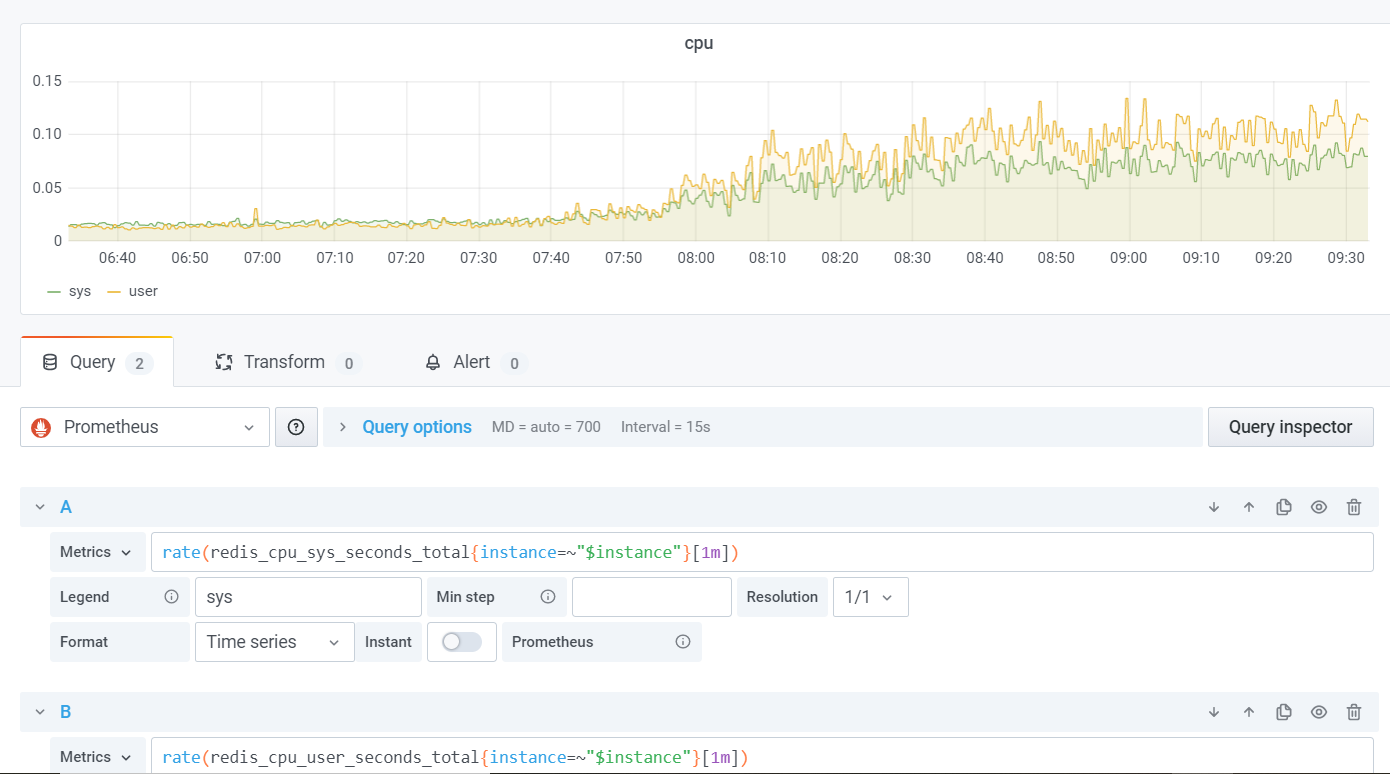 cpu
0.15
0.10
0.05
0
06:40 06:50 07:00 07:10 07:20 07:30 07:40 07:50 08:00 08:10 08:20 08:30 08:40 08:50 09:00 09:10 09:20 09:30
sys user
Query 2 Transform 0 Alert 0
Prometheus ? > Query options MD = auto = 700 Interval = 15s Query inspector
A
Metrics rate(redis_cpu_sys_seconds_total{instance=~"$instance"}[1m])
Legend sys Min step Resolution 1/1
Format Time series Instant Prometheus
B
Metrics rate(redis_cpu_user_seconds_total{instance=~"$instance"}[1m])